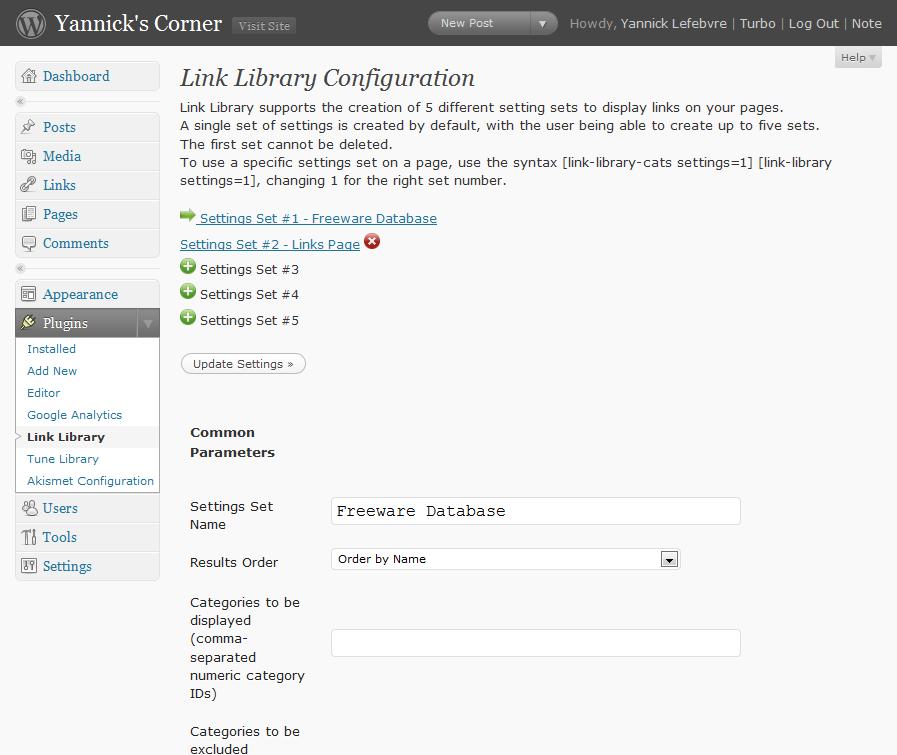 Yannick's Corner Visit Site New Post Howdy, Yannick Lefebvre | Turbo | Log Out | Note
Help
Dashboard
Posts
Media
Links
Pages
Comments
Appearance
Plugins
Installed
Add New
Editor
Google Analytics
Link Library
Tune Library
Akismet Configuration
Users
Tools
Settings
Link Library Configuration
Link Library supports the creation of 5 different setting sets to display links on your pages.
A single set of settings is created by default, with the user being able to create up to five sets.
The first set cannot be deleted.
To use a specific settings set on a page, use the syntax [link-library-cats settings=1] [link-library
settings=1], changing 1 for the right set number.
Settings Set #1 - Freeware Database
Settings Set #2 - Links Page
Settings Set #3
Settings Set #4
Settings Set #5
Update Settings »
Common
Parameters
Settings Set
Name
Freeware Database
Results Order
Order by Name
Categories to be
displayed
(comma-
separated
numeric category
IDs)
Categories to be
excluded